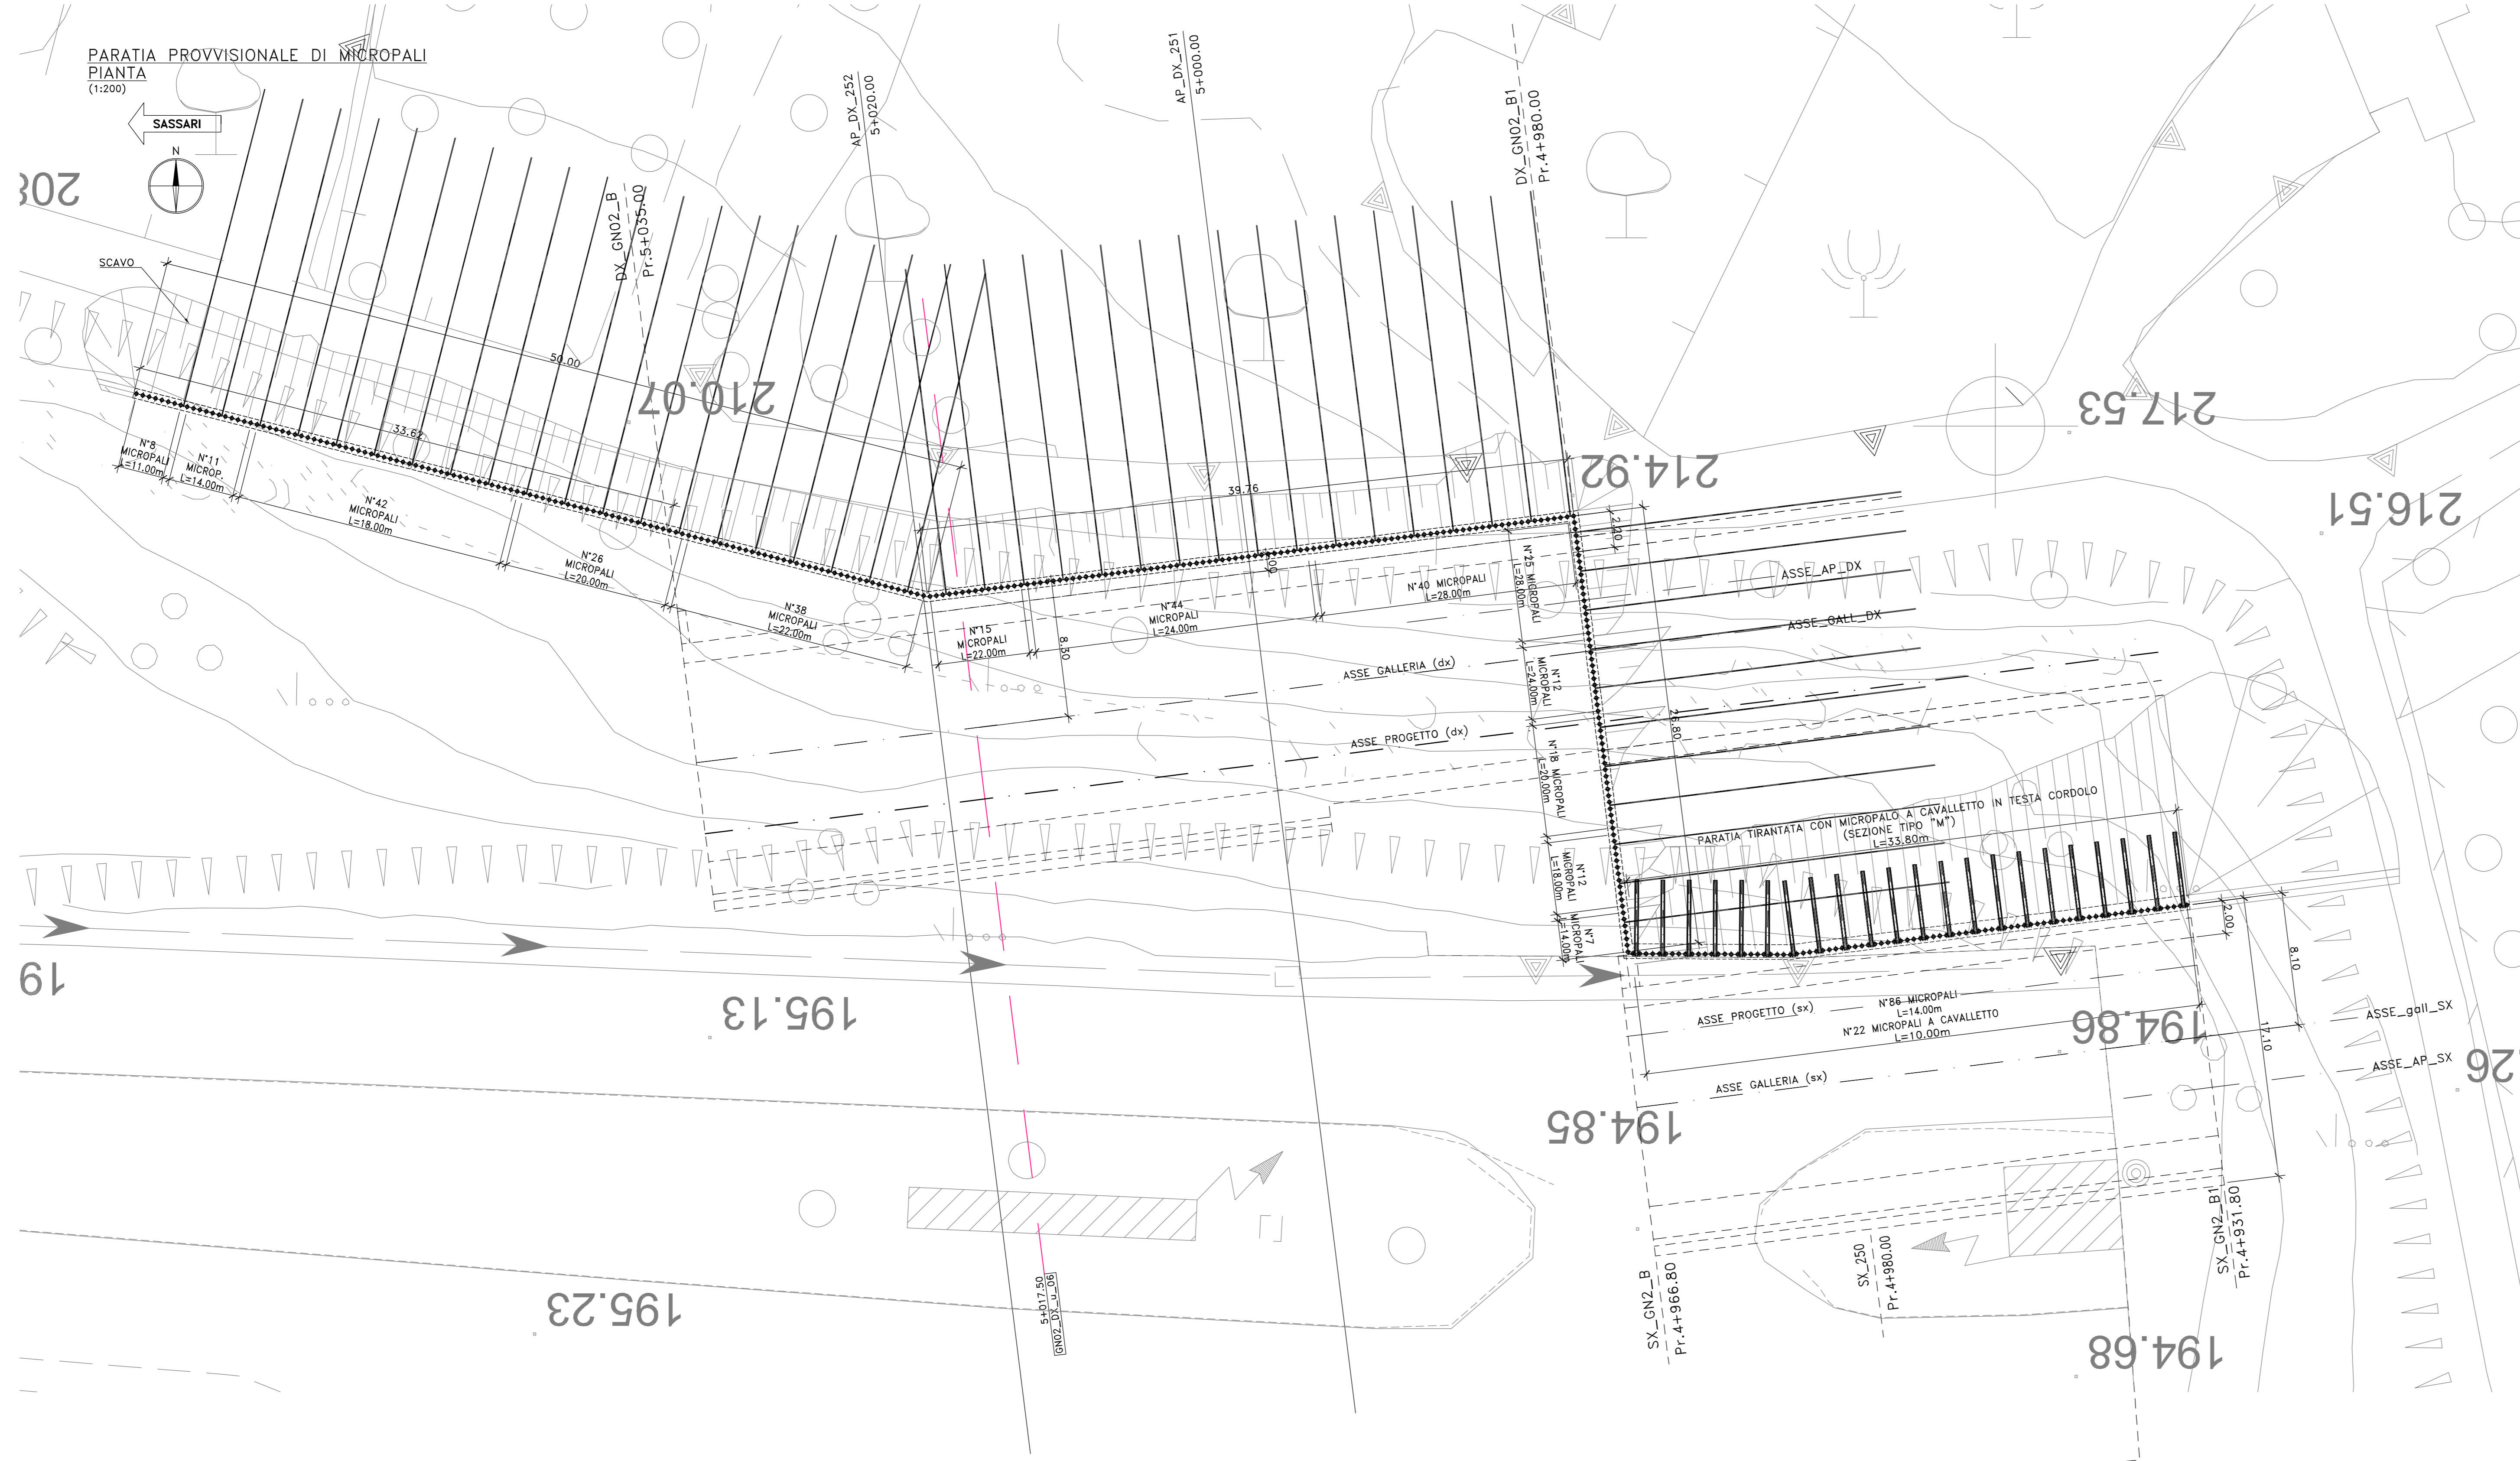 PARATIA PROVVISIONALE DI MICROPALI
PIANTA
(1:200)
SASSARI
N
SCAVO
AP_DX_252
5+020.00
AP_DX_251
5+000.00
DX_GN02_B1
Pr.4+980.00
DX_GN02_B
Pr.5+035.00
50.00
33.62
39.76
210.07
217.53
214.92
216.51
N°8
MICROPALI
L=11.00m
N°11
MICROP.
L=14.00m
N°42
MICROPALI
L=18.00m
N°26
MICROPALI
L=20.00m
N°38
MICROPALI
L=22.00m
N°15
MICROPALI
L=22.00m
N°44
MICROPALI
L=24.00m
N°40 MICROPALI
L=28.00m
8.30
2.20
N°25 MICROPALI
L=28.00m
N°12
MICROPALI
L=24.00m
N°18 MICROPALI
L=20.00m
N°12
MICROPALI
L=18.00m
N°7
MICROPALI
L=14.00m
26.80
ASSE_AP_DX
ASSE_GALL_DX
ASSE GALLERIA (dx)
ASSE PROGETTO (dx)
PARATIA TIRANTATA CON MICROPALO A CAVALLETTO IN TESTA CORDOLO
(SEZIONE TIPO "M")
L=33.80m
2.00
8.10
17.10
ASSE PROGETTO (sx)
N°86 MICROPALI
L=14.00m
N°22 MICROPALI A CAVALLETTO
L=10.00m
ASSE GALLERIA (sx)
ASSE_gall_SX
ASSE_AP_SX
19
195.13
194.86
194.85
195.23
194.68
5+017.50
GN02_DX_u_06
SX_GN2_B
Pr.4+966.80
SX_250
Pr.4+980.00
SX_GN2_B1
Pr.4+931.80